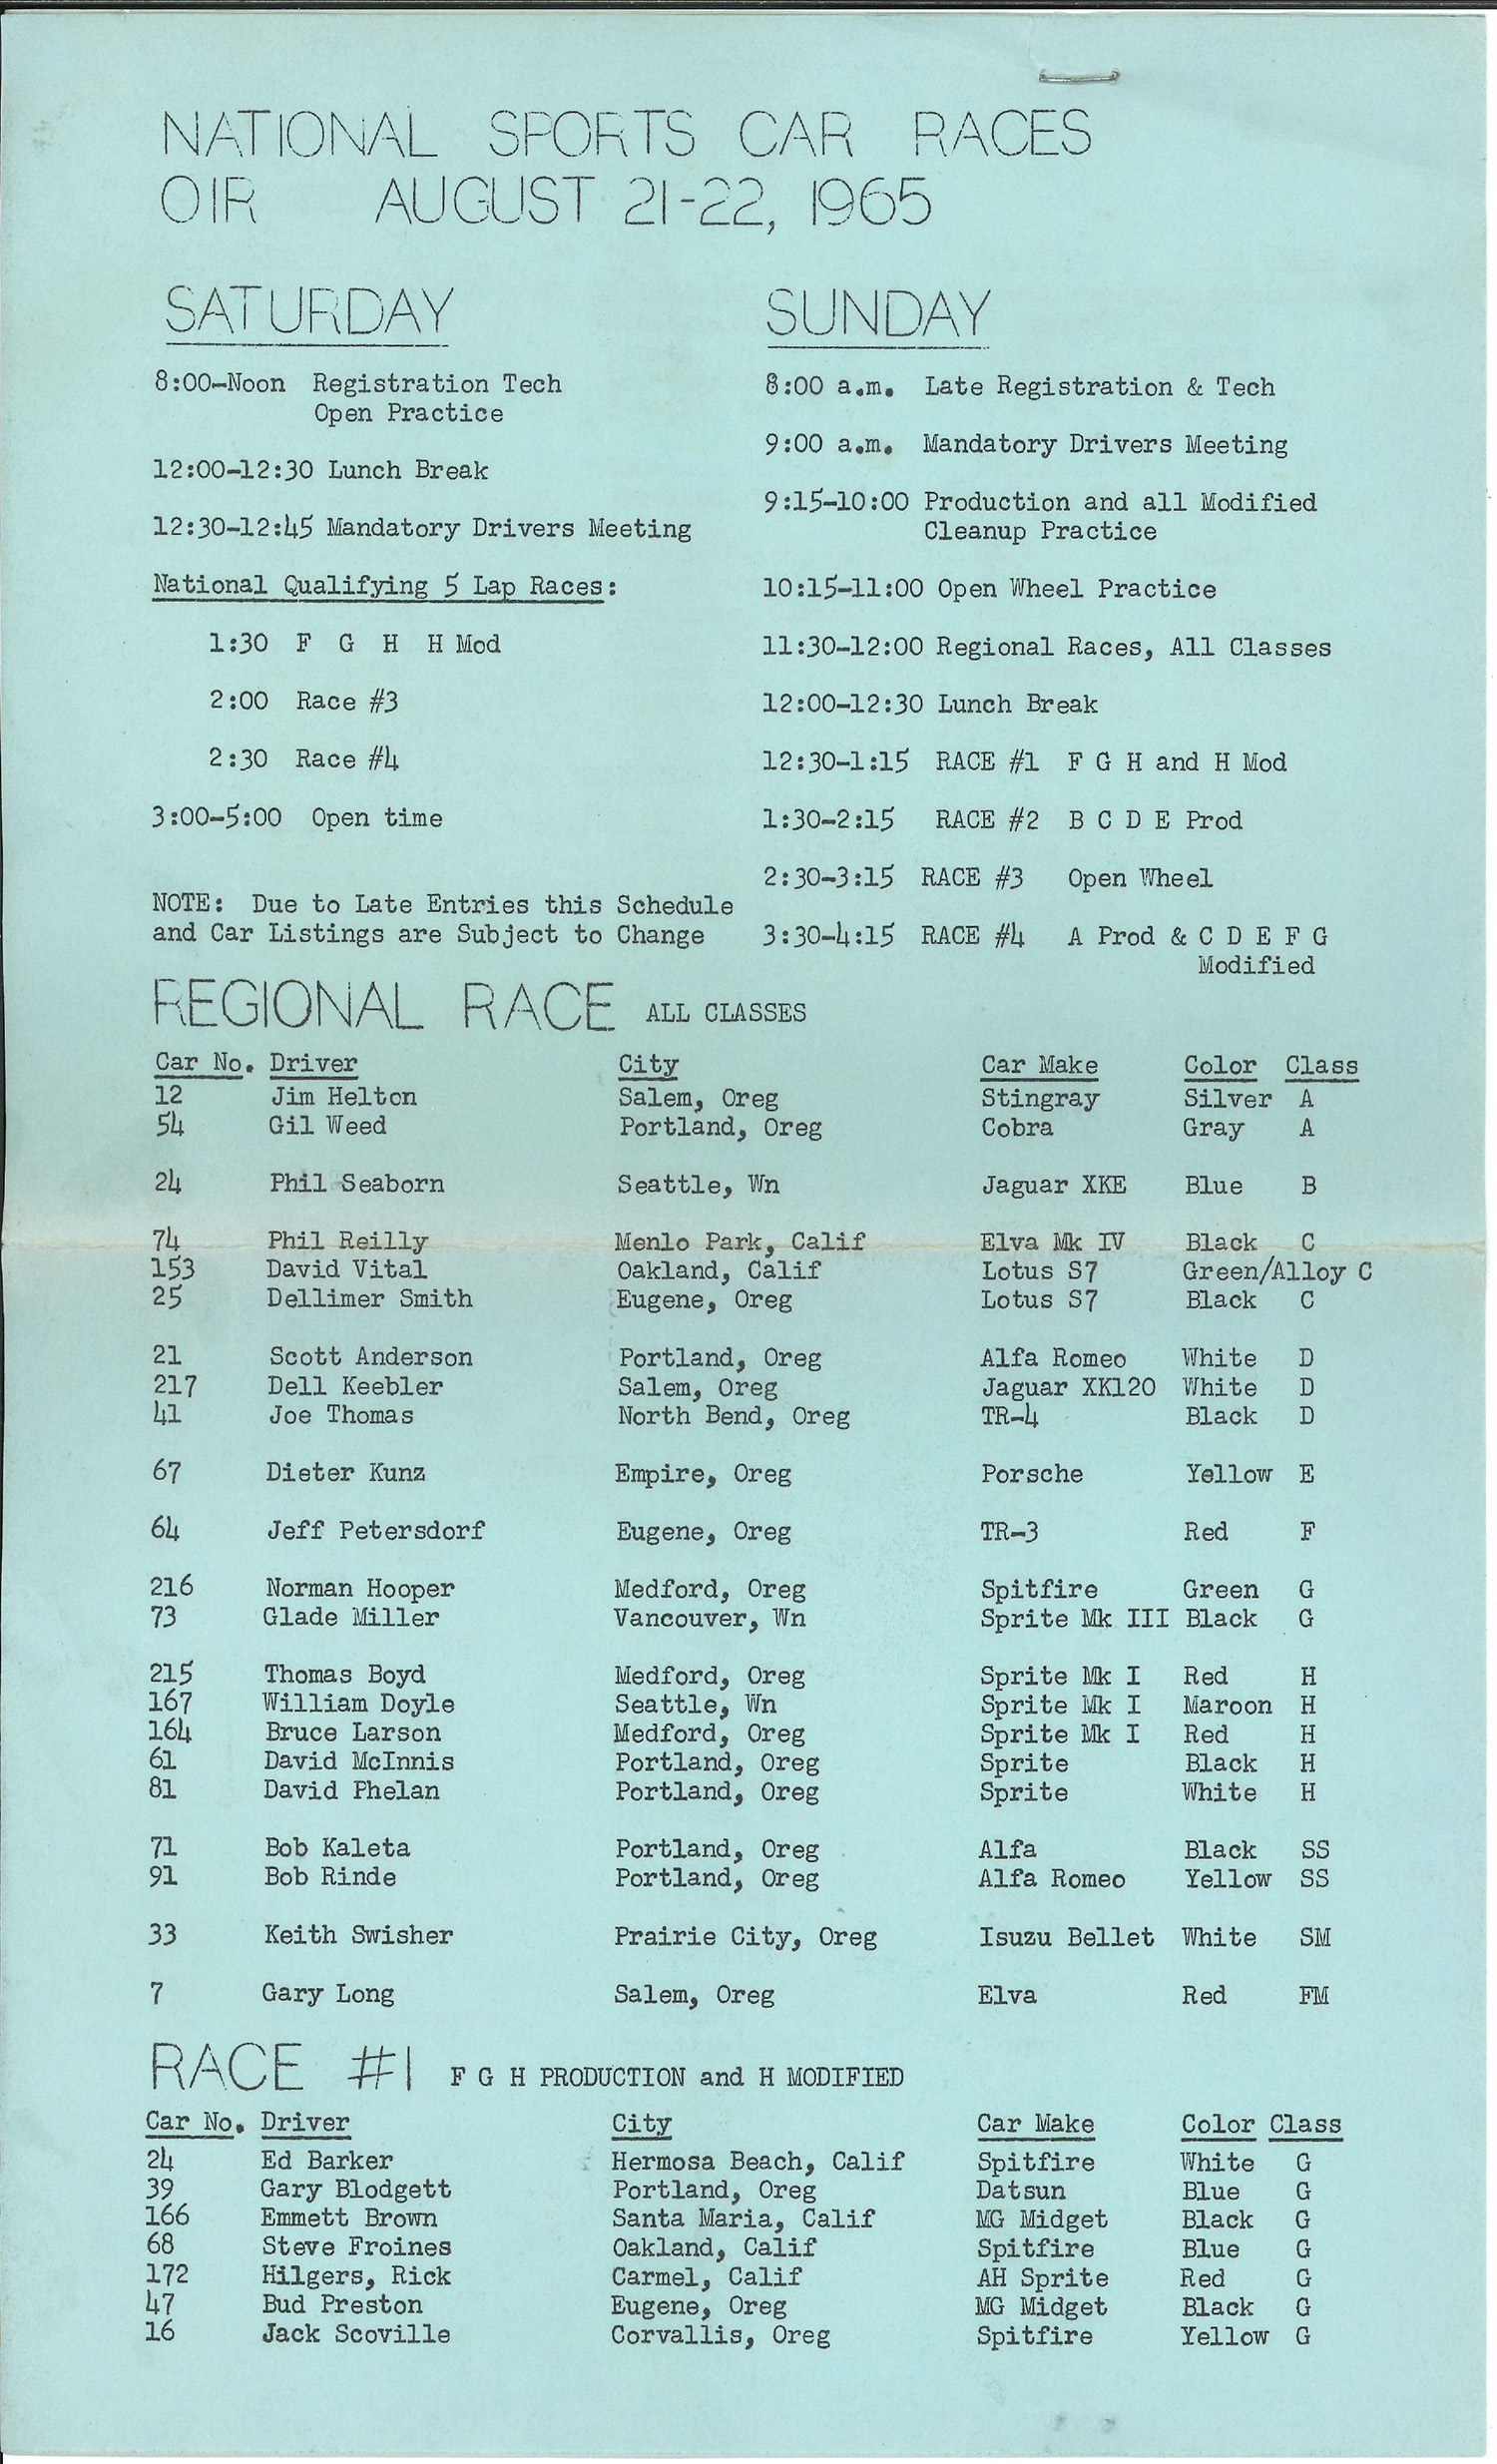 NATIONAL SPORTS CAR RACES
OIR AUGUST 21-22, 1965
SATURDAY
8:00-Noon Registration Tech
Open Practice
12:00-12:30 Lunch Break
12:30-12:45 Mandatory Drivers Meeting
National Qualifying 5 Lap Races:
1:30 F G H H Mod
2:00 Race #3
2:30 Race #4
3:00-5:00 Open time
NOTE: Due to Late Entries this Schedule
and Car Listings are Subject to Change
SUNDAY
8:00 a.m. Late Registration & Tech
9:00 a.m. Mandatory Drivers Meeting
9:15-10:00 Production and all Modified
Cleanup Practice
10:15-11:00 Open Wheel Practice
11:30-12:00 Regional Races, All Classes
12:00-12:30 Lunch Break
12:30-1:15 RACE #1 F G H and H Mod
1:30-2:15 RACE #2 B C D E Prod
2:30-3:15 RACE #3 Open Wheel
3:30-4:15 RACE #4 A Prod & C D E F G
Modified
REGIONAL RACE ALL CLASSES
Car No. Driver City Car Make Color Class
12 Jim Helton Salem, Oreg Stingray Silver A
54 Gil Weed Portland, Oreg Cobra Gray A
24 Phil Seaborn Seattle, Wn Jaguar XKE Blue B
74 Phil Reilly Menlo Park, Calif Elva Mk IV Black C
153 David Vital Oakland, Calif Lotus S7 Green/Alloy C
25 Dellimer Smith Eugene, Oreg Lotus S7 Black C
21 Scott Anderson Portland, Oreg Alfa Romeo White D
217 Dell Keebler Salem, Oreg Jaguar XK120 White D
41 Joe Thomas North Bend, Oreg TR-4 Black D
67 Dieter Kunz Empire, Oreg Porsche Yellow E
64 Jeff Petersdorf Eugene, Oreg TR-3 Red F
216 Norman Hooper Medford, Oreg Spitfire Green G
73 Glade Miller Vancouver, Wn Sprite Mk III Black G
215 Thomas Boyd Medford, Oreg Sprite Mk I Red H
167 William Doyle Seattle, Wn Sprite Mk I Maroon H
164 Bruce Larson Medford, Oreg Sprite Mk I Red H
61 David McInnis Portland, Oreg Sprite Black H
81 David Phelan Portland, Oreg Sprite White H
71 Bob Kaleta Portland, Oreg Alfa Black SS
91 Bob Rinde Portland, Oreg Alfa Romeo Yellow SS
33 Keith Swisher Prairie City, Oreg Isuzu Bellet White SM
7 Gary Long Salem, Oreg Elva Red FM
RACE #1 F G H PRODUCTION and H MODIFIED
Car No. Driver City Car Make Color Class
24 Ed Barker Hermosa Beach, Calif Spitfire White G
39 Gary Blodgett Portland, Oreg Datsun Blue G
166 Emmett Brown Santa Maria, Calif MG Midget Black G
68 Steve Froines Oakland, Calif Spitfire Blue G
172 Hilgers, Rick Carmel, Calif AH Sprite Red G
47 Bud Preston Eugene, Oreg MG Midget Black G
16 Jack Scoville Corvallis, Oreg Spitfire Yellow G